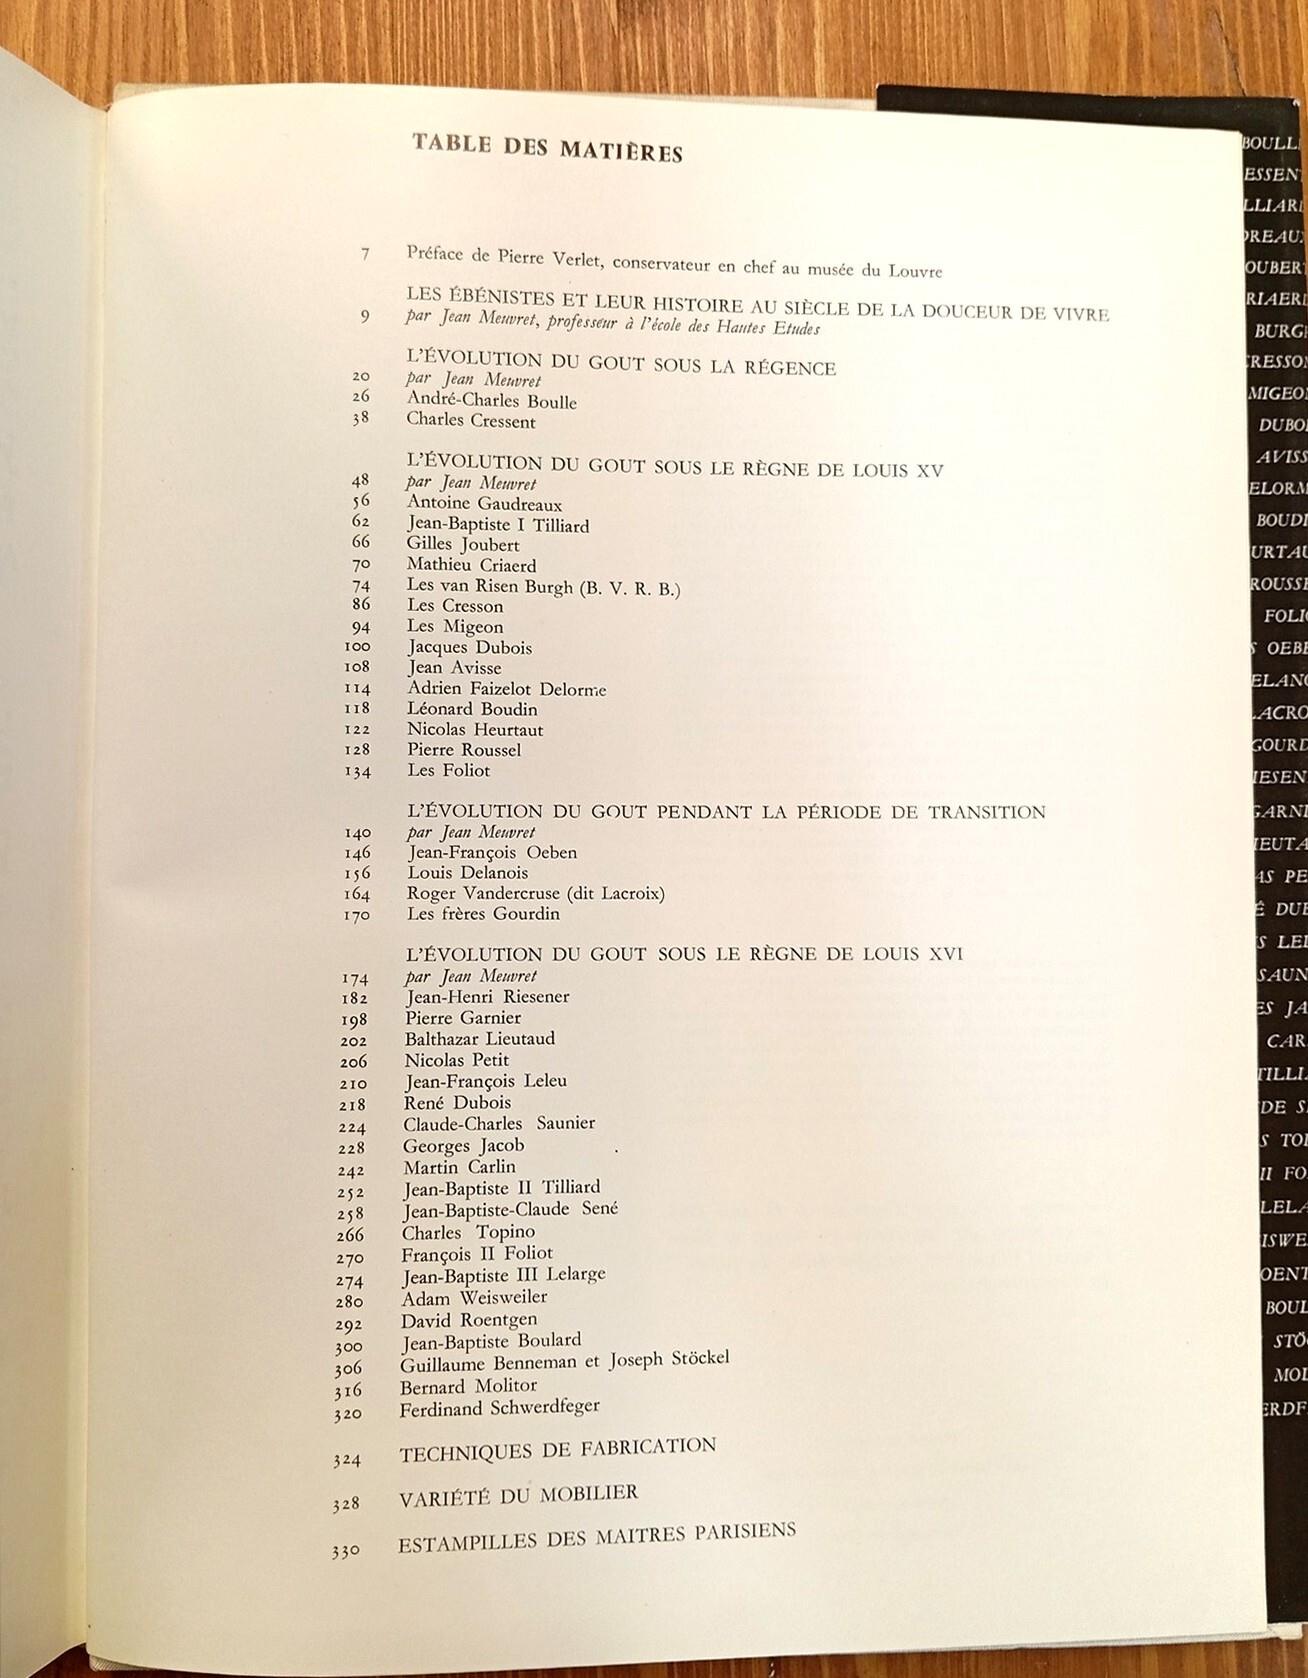 TABLE DES MATIÈRES
7 Préface de Pierre Verlet, conservateur en chef au musée du Louvre
LES ÉBÉNISTES ET LEUR HISTOIRE AU SIÈCLE DE LA DOUCEUR DE VIVRE
9 par Jean Meuvret, professeur à l'école des Hautes Etudes
L'ÉVOLUTION DU GOUT SOUS LA RÉGENCE
20 par Jean Meuvret
26 André-Charles Boulle
38 Charles Cressent
L'ÉVOLUTION DU GOUT SOUS LE RÈGNE DE LOUIS XV
48 par Jean Meuvret
56 Antoine Gaudreaux
62 Jean-Baptiste I Tilliard
66 Gilles Joubert
70 Mathieu Criaerd
74 Les van Risen Burgh (B. V. R. B.)
86 Les Cresson
94 Les Migeon
100 Jacques Dubois
108 Jean Avisse
114 Adrien Faizelot Delorme
118 Léonard Boudin
122 Nicolas Heurtaut
128 Pierre Roussel
134 Les Foliot
L'ÉVOLUTION DU GOUT PENDANT LA PÉRIODE DE TRANSITION
140 par Jean Meuvret
146 Jean-François Oeben
156 Louis Delanois
164 Roger Vandercruse (dit Lacroix)
170 Les frères Gourdin
L'ÉVOLUTION DU GOUT SOUS LE RÈGNE DE LOUIS XVI
174 par Jean Meuvret
182 Jean-Henri Riesener
198 Pierre Garnier
202 Balthazar Lieutaud
206 Nicolas Petit
210 Jean-François Leleu
218 René Dubois
224 Claude-Charles Saunier
228 Georges Jacob
242 Martin Carlin
252 Jean-Baptiste II Tilliard
258 Jean-Baptiste-Claude Sené
266 Charles Topino
270 François II Foliot
274 Jean-Baptiste III Lelarge
280 Adam Weisweiler
292 David Roentgen
300 Jean-Baptiste Boulard
306 Guillaume Benneman et Joseph Stöckel
316 Bernard Molitor
320 Ferdinand Schwerdfeger
324 TECHNIQUES DE FABRICATION
328 VARIÉTÉ DU MOBILIER
330 ESTAMPILLES DES MAITRES PARISIENS